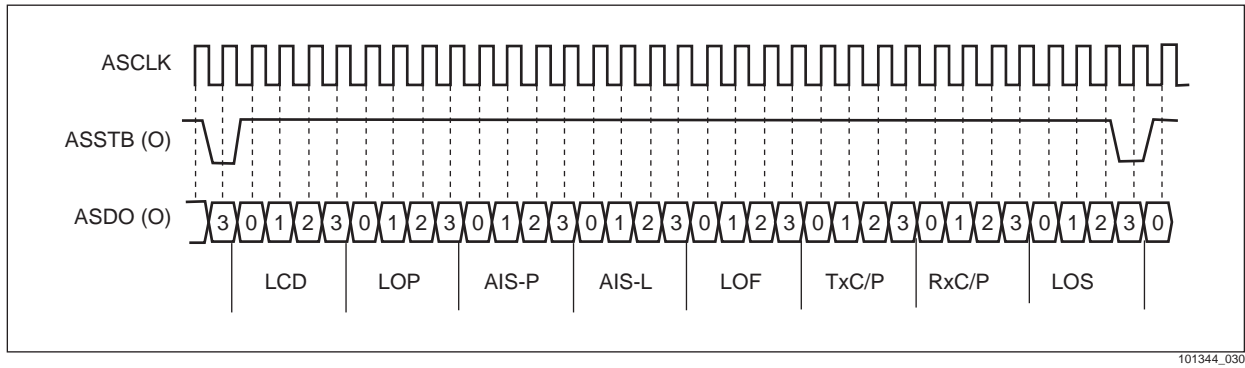 ASCLK
ASSTB (O)
ASDO (O) 3 0 1 2 3 0 1 2 3 0 1 2 3 0 1 2 3 0 1 2 3 0 1 2 3 0 1 2 3 0 1 2 3 0
LCD LOP AIS-P AIS-L LOF TxC/P RxC/P LOS
101344_030